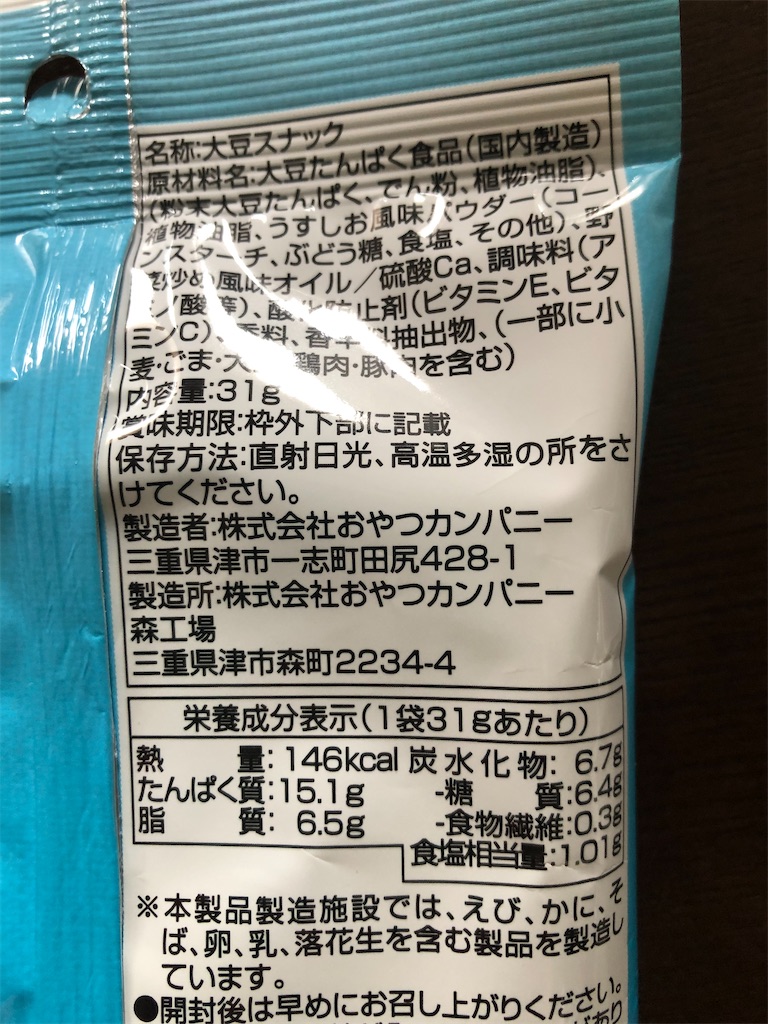 名称:大豆スナック
原材料名:大豆たんぱく食品(国内製造)
(粉末大豆たんぱく、でん粉、植物油脂)、
植物油脂、うすしお風味パウダー(コー
ンスターチ、ぶどう糖、食塩、その他)、野
菜炒め風味オイル/硫酸Ca、調味料(ア
ミノ酸等)、酸化防止剤(ビタミンE、ビタ
ミンC)、香料、香辛料抽出物、(一部に小
麦・ごま・大豆・鶏肉・豚肉を含む)
内容量:31g
賞味期限:枠外下部に記載
保存方法:直射日光、高温多湿の所をさ
けてください。
製造者:株式会社おやつカンパニー
三重県津市一志町田尻428-1
製造所:株式会社おやつカンパニー
森工場
三重県津市森町2234-4
栄養成分表示(1袋31gあたり)
熱量:146kcal 炭水化物: 6.7g
たんぱく質:15.1g -糖質:6.4g
脂質: 6.5g -食物繊維:0.3g
食塩相当量:1.01g
※本製品製造施設では、えび、かに、そ
ば、卵、乳、落花生を含む製品を製造し
ています。
●開封後は早めにお召し上がりください。